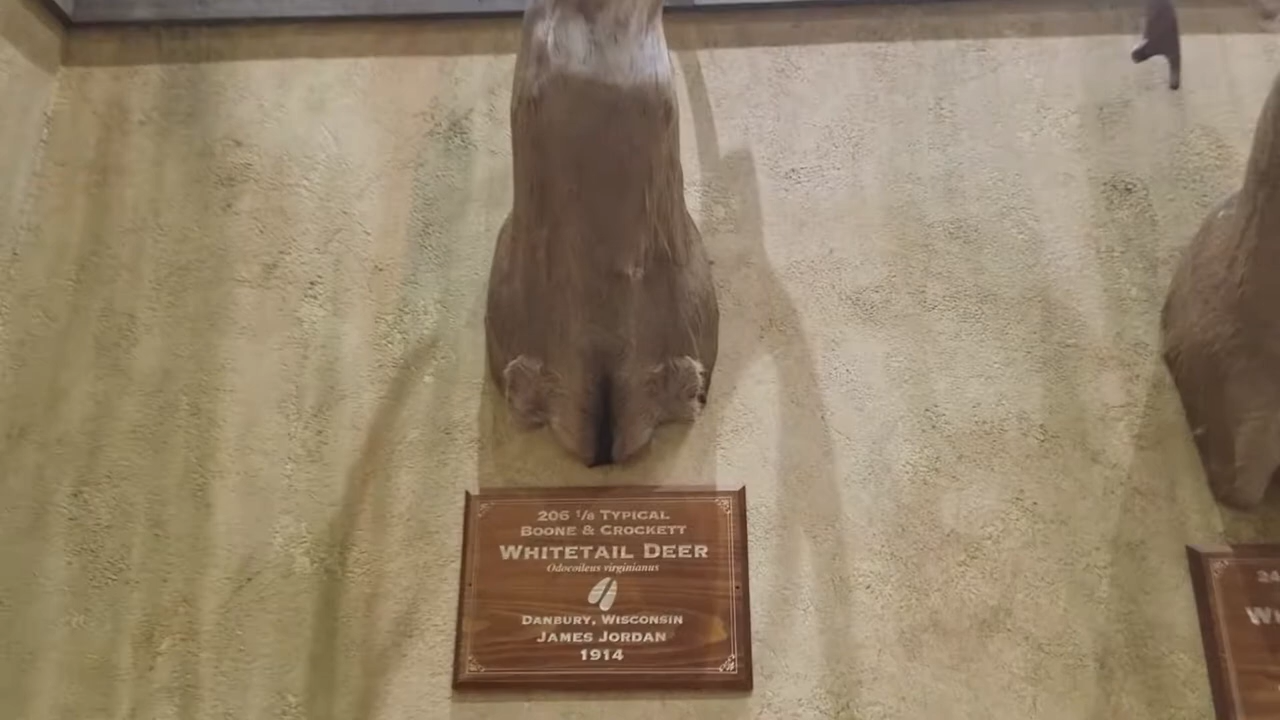 206 1/8 TYPICAL
BOONE & CROCKETT
WHITETAIL DEER
Odocoileus virginianus
DANBURY, WISCONSIN
JAMES JORDAN
1914